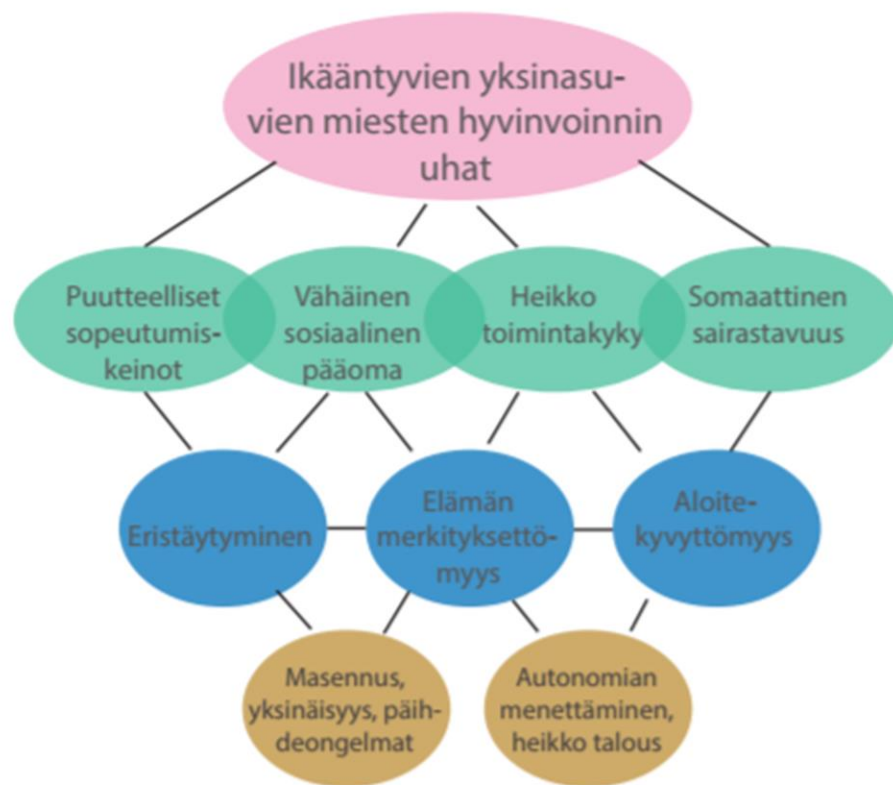 Ikääntyvien yksinasu-
vien miesten hyvinvoinnin
uhat
Puutteelliset
sopeutumis-
keinot
Vähäinen
sosiaalinen
pääoma
Heikko
toimintakyky
Somaattinen
sairastavuus
Eristäytyminen
Elämän
merkityksettö-
myys
Aloite-
kyvyttömyys
Masennus,
yksinäisyys, päih-
deongelmat
Autonomian
menettäminen,
heikko talous